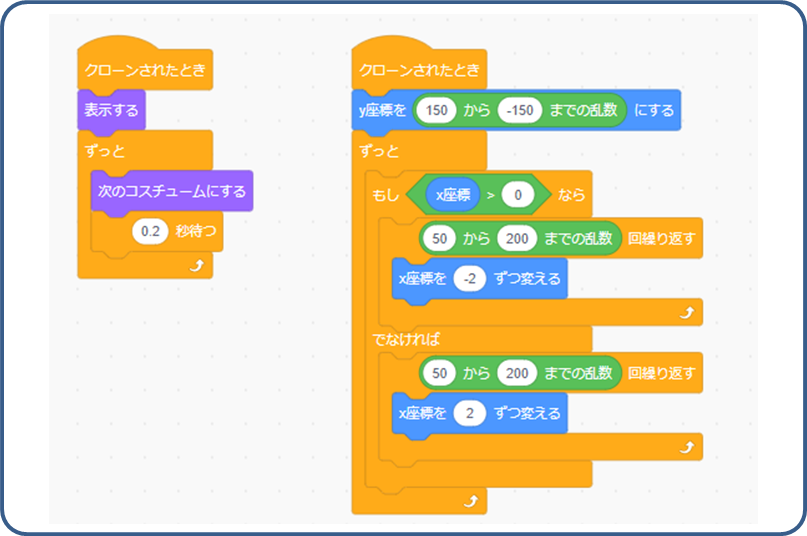 クローンされたとき
表示する
ずっと
次のコスチュームにする
0.2 秒待つ
クローンされたとき
y座標を 150 から -150 までの乱数 にする
ずっと
もし x座標 > 0 なら
50 から 200 までの乱数 回繰り返す
x座標を -2 ずつ変える
でなければ
50 から 200 までの乱数 回繰り返す
x座標を 2 ずつ変える